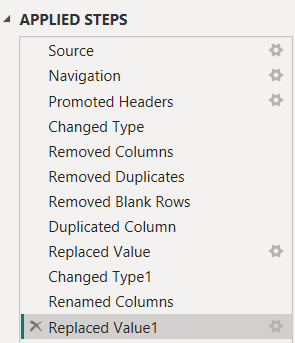 APPLIED STEPS
Source
Navigation
Promoted Headers
Changed Type
Removed Columns
Removed Duplicates
Removed Blank Rows
Duplicated Column
Replaced Value
Changed Type1
Renamed Columns
Replaced Value1